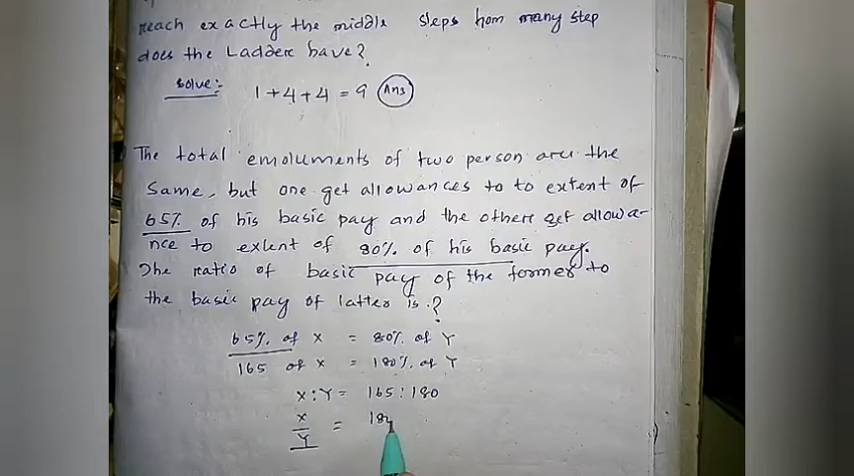 reach exactly the middle steps hom many step
does the Ladder have?
Solve:-
1+4+4 = 9 Ans
The total emoluments of two person are the
Same, but one get allowances to to extent of
65% of his basic pay and the others get allowa-
nce to extent of 80% of his basic pay.
The ratio of basic pay of the former to
the basic pay of latter is ?
65% of x = 80% of Y
165 of x = 180% of Y
x:Y = 165:180
x/Y = 18